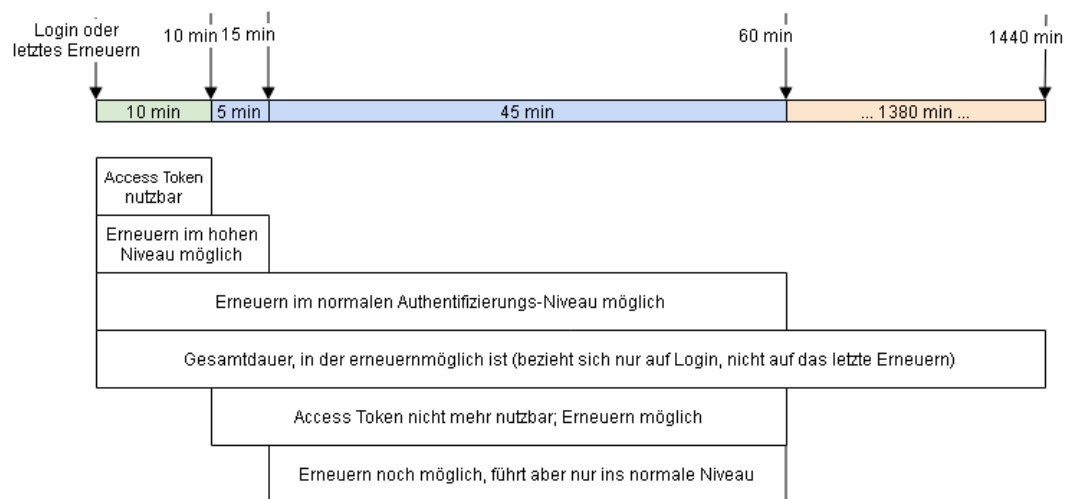 Login oder
letztes Erneuern
10 min
15 min
60 min
1440 min
10 min
5 min
45 min
... 1380 min ...
Access Token
nutzbar
Erneuern im hohen
Niveau möglich
Erneuern im normalen Authentifizierungs-Niveau möglich
Gesamtdauer, in der erneuernmöglich ist (bezieht sich nur auf Login, nicht auf das letzte Erneuern)
Access Token nicht mehr nutzbar; Erneuern möglich
Erneuern noch möglich, führt aber nur ins normale Niveau